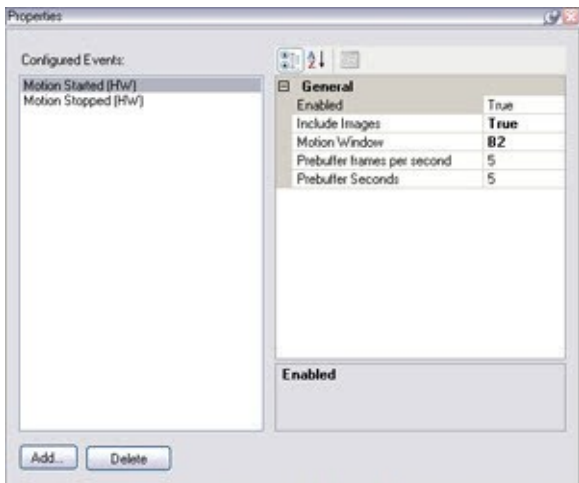 Properties
Configured Events:
Motion Started (HW)
Motion Stopped (HW)
General
Enabled True
Include Images True
Motion Window B2
Prebuffer frames per second 5
Prebuffer Seconds 5
Enabled
Add... Delete